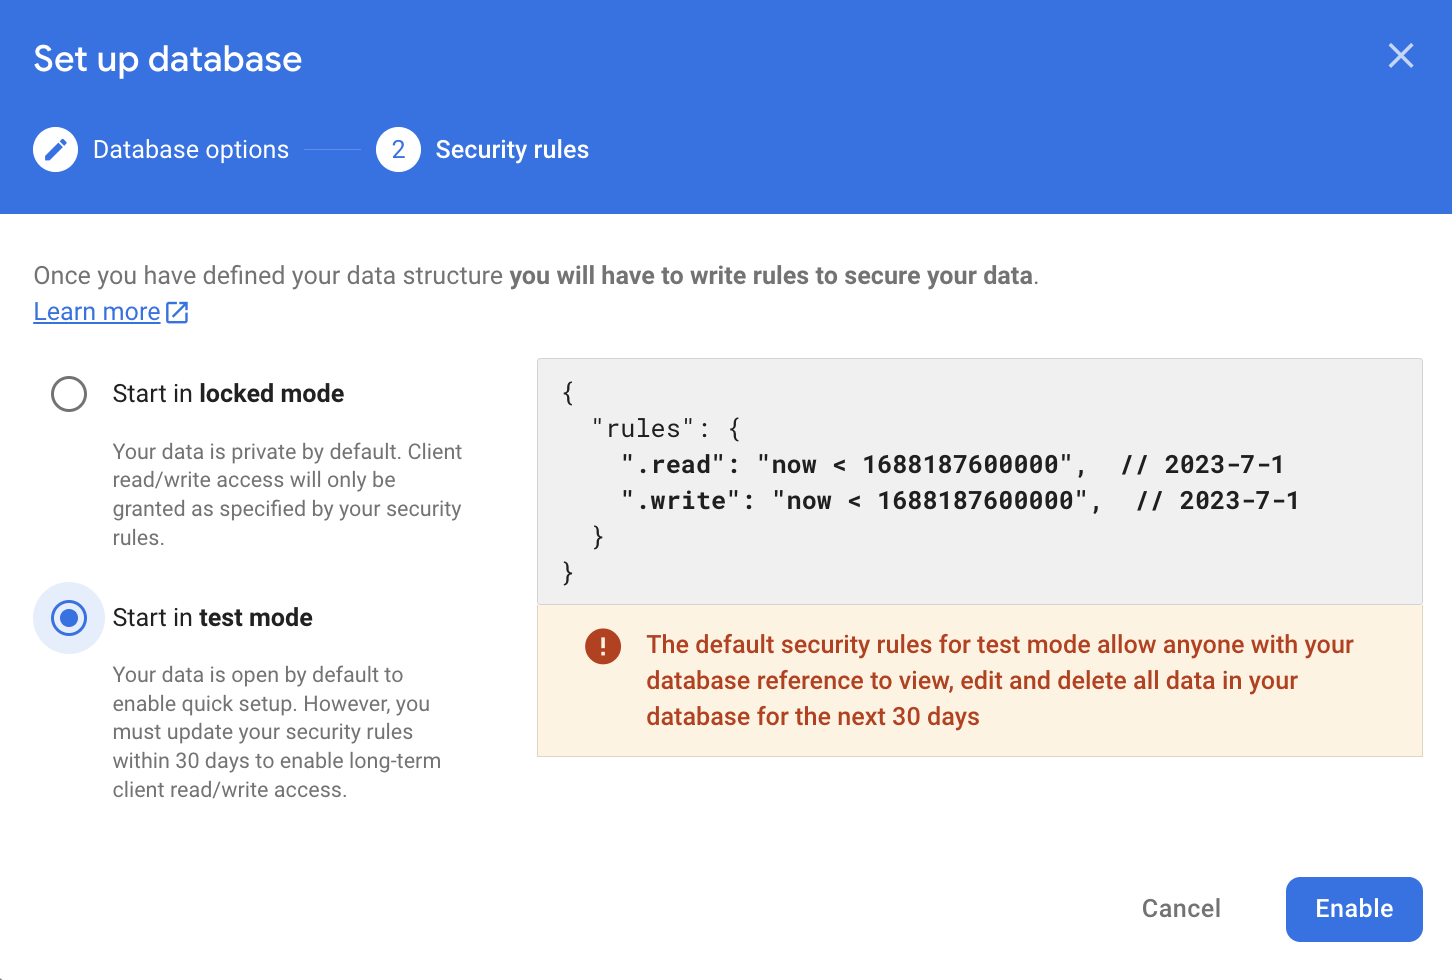 Set up database
Database options
2 Security rules
Once you have defined your data structure you will have to write rules to secure your data.
Learn more
Start in locked mode
Your data is private by default. Client
read/write access will only be
granted as specified by your security
rules.
Start in test mode
Your data is open by default to
enable quick setup. However, you
must update your security rules
within 30 days to enable long-term
client read/write access.
{
  "rules": {
    ".read": "now < 1688187600000",  // 2023-7-1
    ".write": "now < 1688187600000",  // 2023-7-1
  }
}
The default security rules for test mode allow anyone with your
database reference to view, edit and delete all data in your
database for the next 30 days
Cancel
Enable